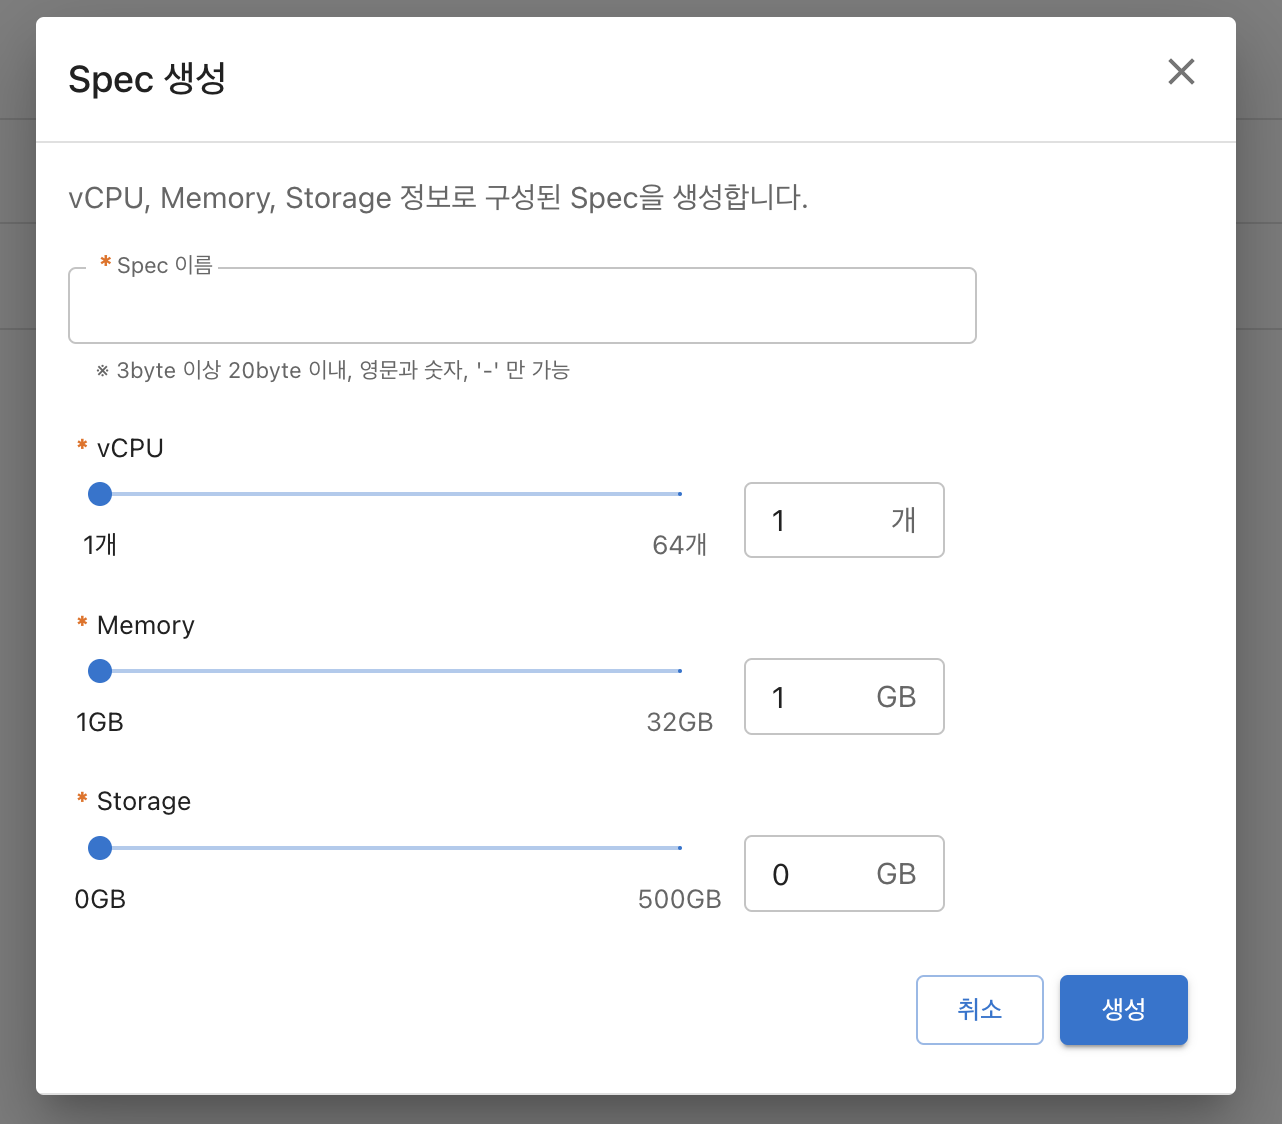 Spec 생성
vCPU, Memory, Storage 정보로 구성된 Spec을 생성합니다.
* Spec 이름
※ 3byte 이상 20byte 이내, 영문과 숫자, '-' 만 가능
* vCPU
1 개
1개 64개
* Memory
1 GB
1GB 32GB
* Storage
0 GB
0GB 500GB
취소 생성